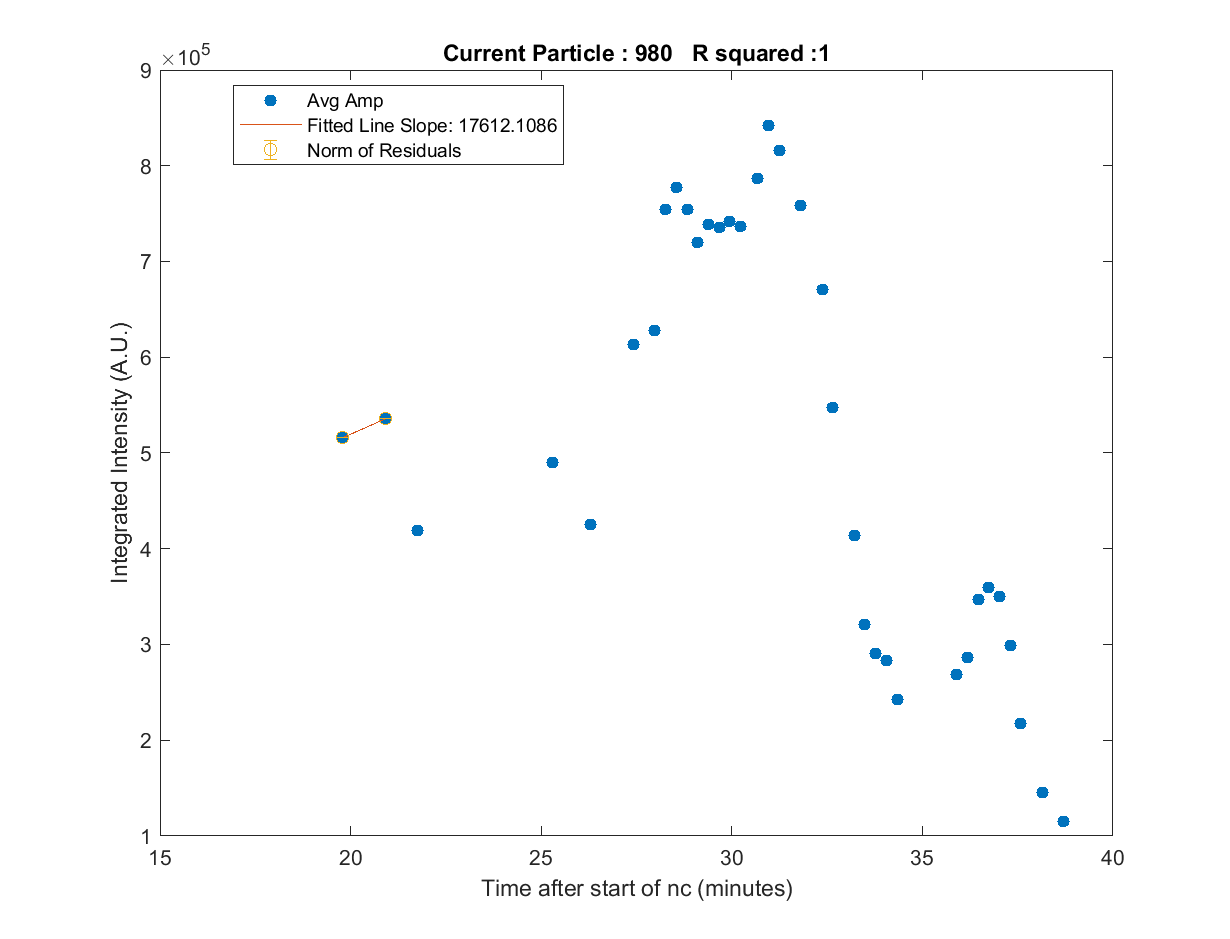 Current Particle : 980   R squared :1
×10^5
Avg Amp
Fitted Line Slope: 17612.1086
Norm of Residuals
9
8
7
6
5
4
3
2
1
Integrated Intensity (A.U.)
15 20 25 30 35 40
Time after start of nc (minutes)